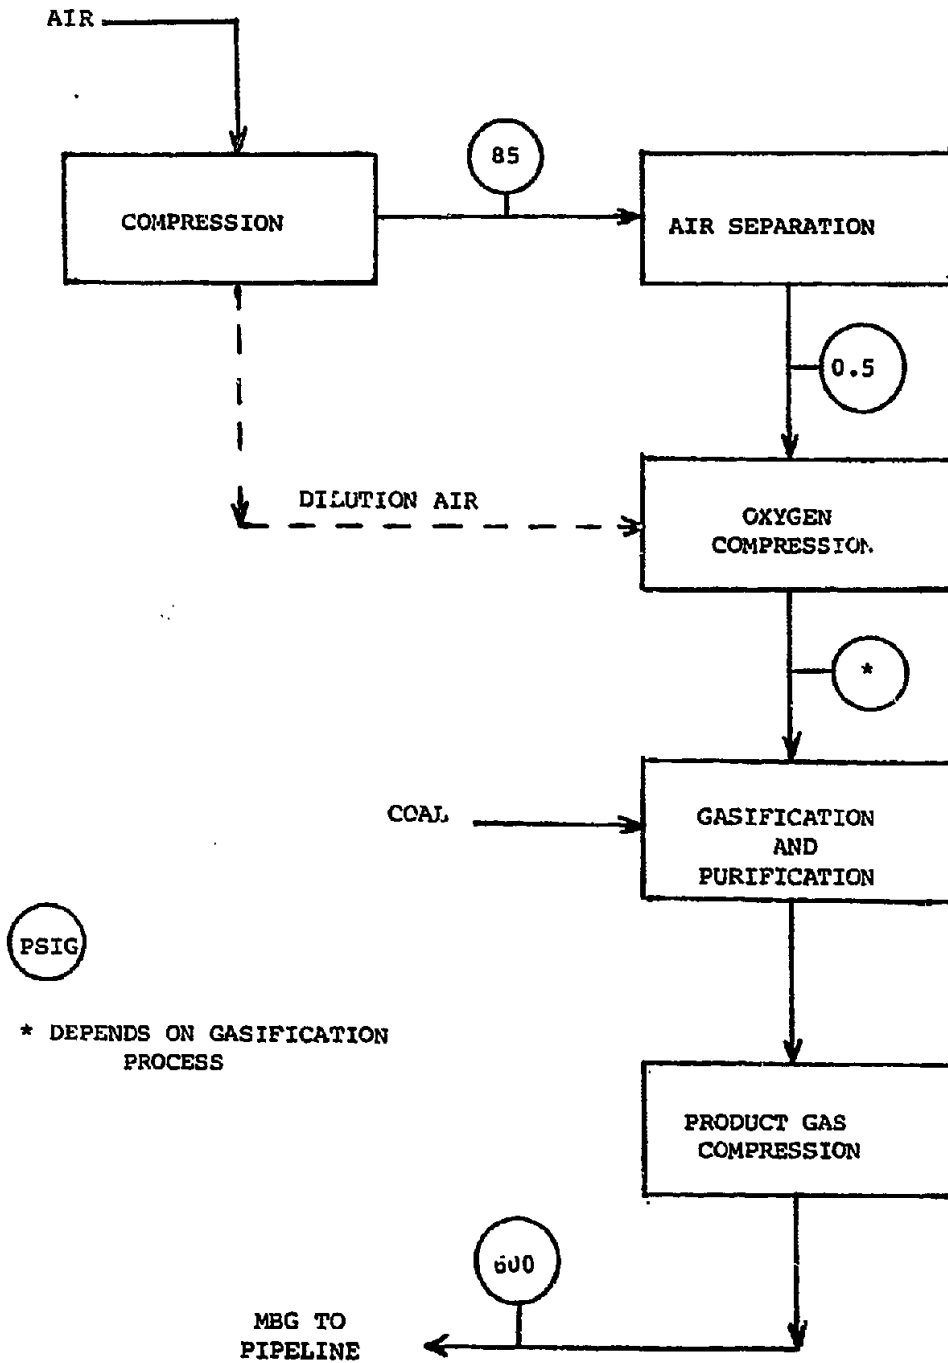 AIR
85
COMPRESSION
AIR SEPARATION
0.5
DILUTION AIR
OXYGEN
COMPRESSION
*
COAL
GASIFICATION
AND
PURIFICATION
PSIG
* DEPENDS ON GASIFICATION
PROCESS
PRODUCT GAS
COMPRESSION
600
MBG TO
PIPELINE